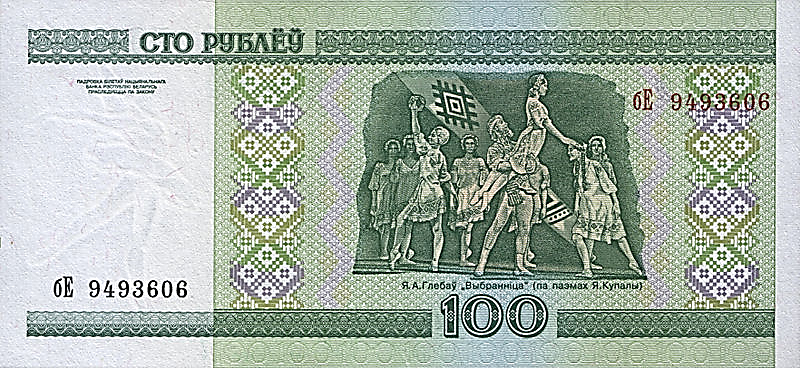 СТО РУБЛЁЎ
ПАДРОБКА БІЛЕТАЎ НАЦЫЯНАЛЬНАГА
БАНКА РЭСПУБЛІКІ БЕЛАРУСЬ
ПРАСЛЕДУЕЦЦА ПА ЗАКОНУ
бЕ 9493606
бЕ 9493606
Я.А.Глебаў „Выбранніца“ (па паэмах Я.Купалы)
100